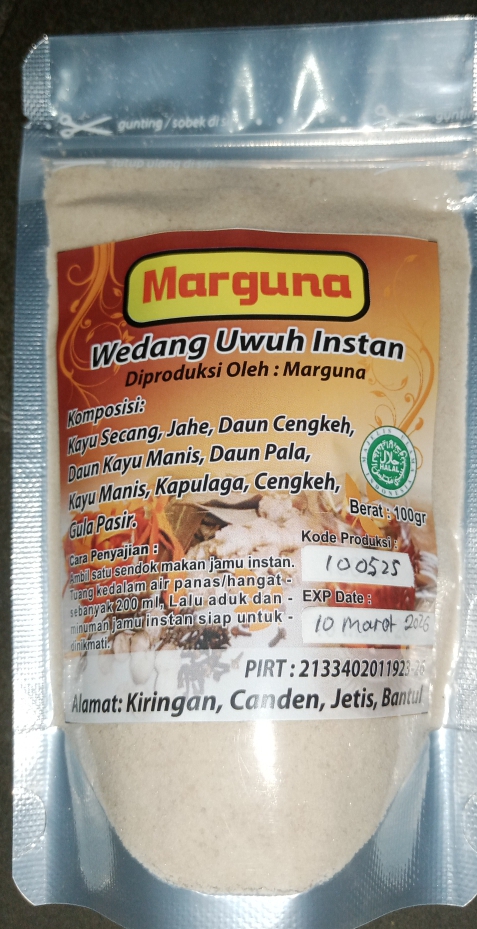 gunting / sobek di s
Marguna
Wedang Uwuh Instan
Diproduksi Oleh : Marguna
Komposisi:
Kayu Secang, Jahe, Daun Cengkeh,
Daun Kayu Manis, Daun Pala,
Kayu Manis, Kapulaga, Cengkeh,
Gula Pasir.
HALAL
Berat : 100gr
Cara Penyajian :
Ambil satu sendok makan jamu instan.
Tuang kedalam air panas/hangat -
sebanyak 200 ml, Lalu aduk dan -
minuman jamu instan siap untuk -
dinikmati.
Kode Produksi :
100525
EXP Date :
10 maret 2026
PIRT : 2133402011923-26
Alamat: Kiringan, Canden, Jetis, Bantul